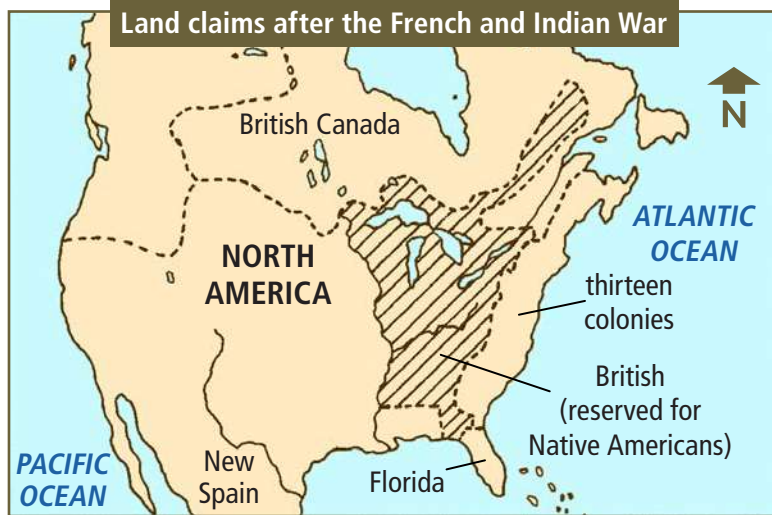 Land claims after the French and Indian War
N
British Canada
ATLANTIC
OCEAN
NORTH
AMERICA
thirteen
colonies
British
(reserved for
Native Americans)
PACIFIC
OCEAN
New
Spain
Florida